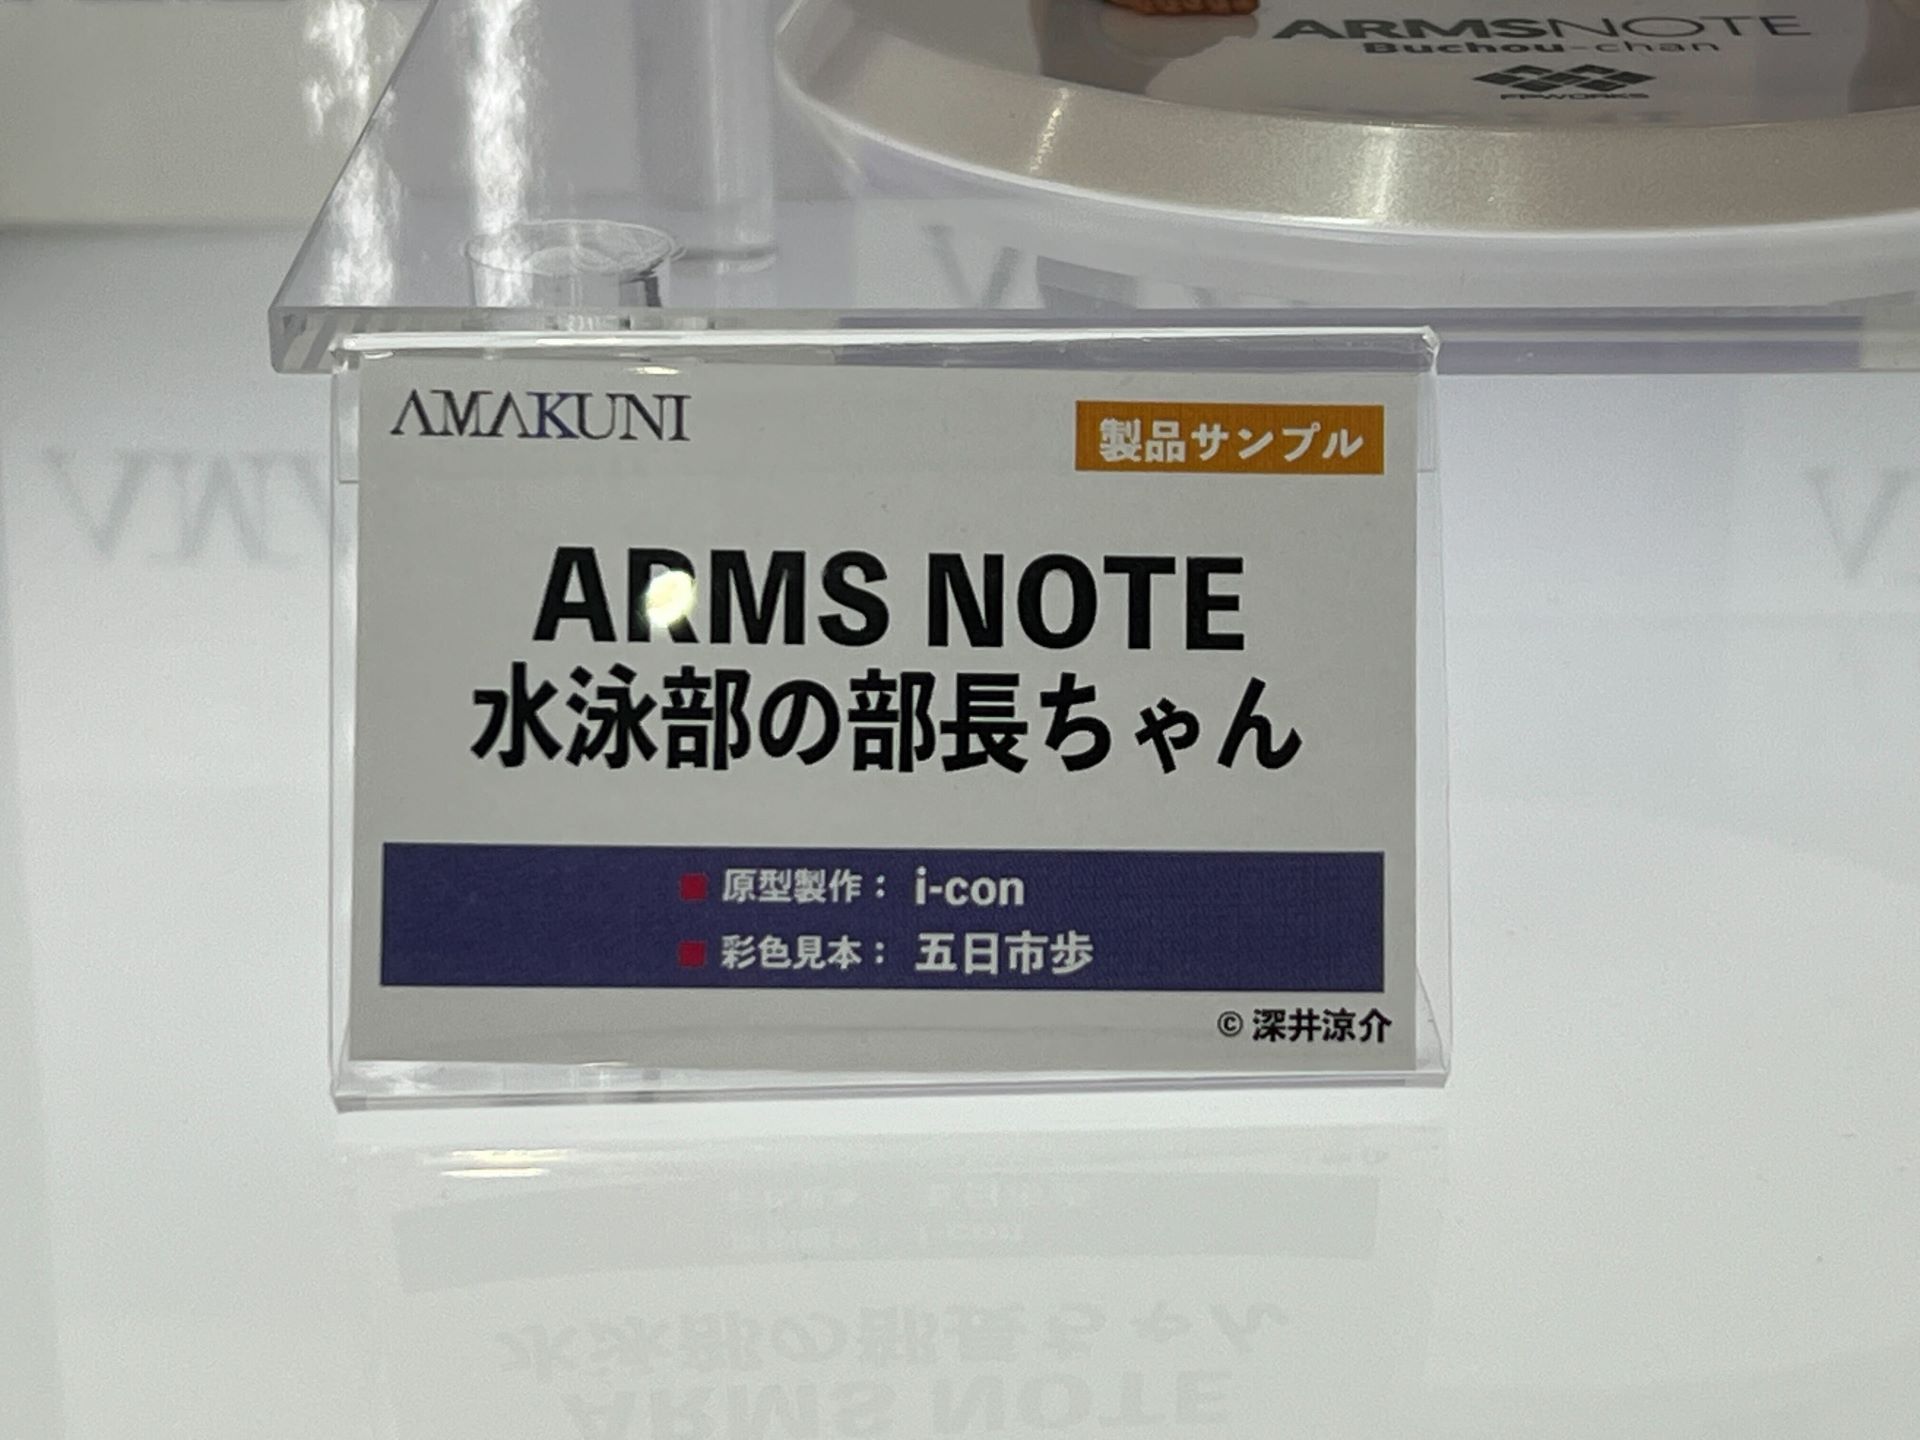 ARMSNOTE
Buchou-chan
FPWORKS
AMAKUNI
製品サンプル
ARMS NOTE
水泳部の部長ちゃん
■ 原型製作： i-con
■ 彩色見本： 五日市歩
© 深井涼介